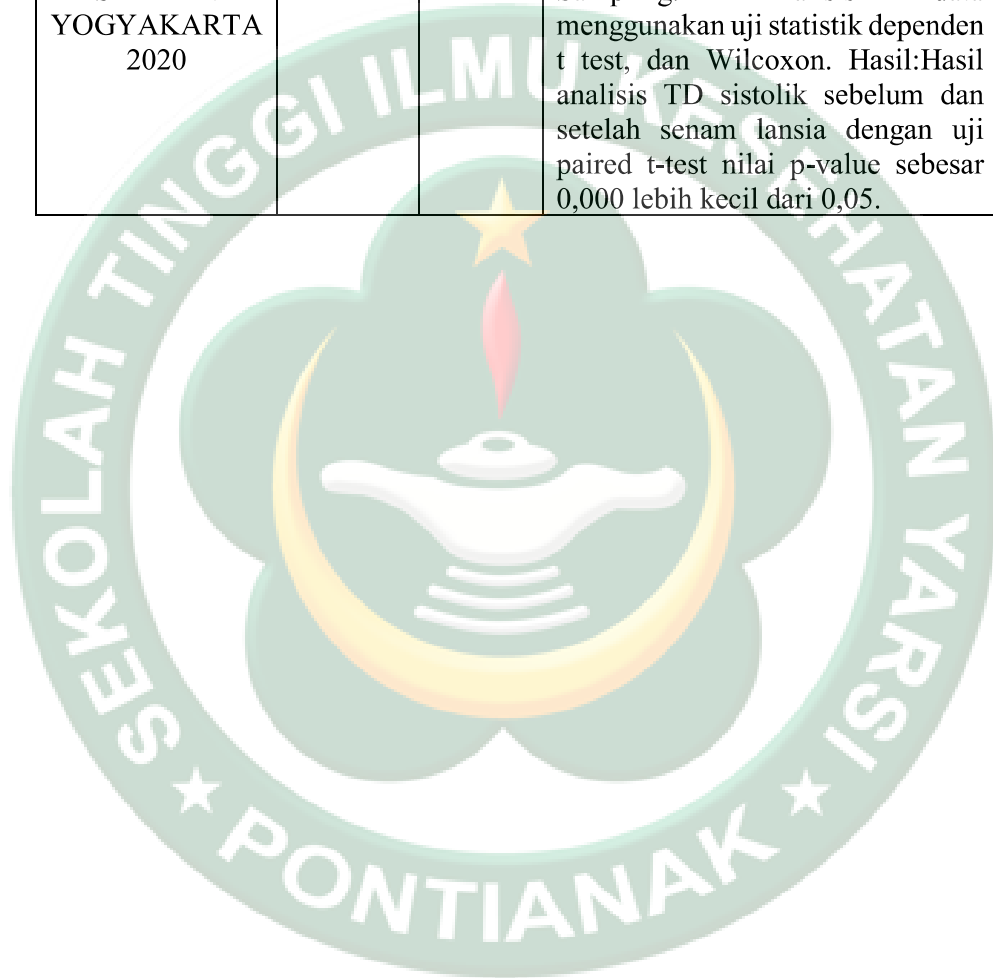 YOGYAKARTA
2020
menggunakan uji statistik dependen
t test, dan Wilcoxon. Hasil:Hasil
analisis TD sistolik sebelum dan
setelah senam lansia dengan uji
paired t-test nilai p-value sebesar
0,000 lebih kecil dari 0,05.
SEKOLAH TINGGI ILMU KESEHATAN YARSI
PONTIANAK